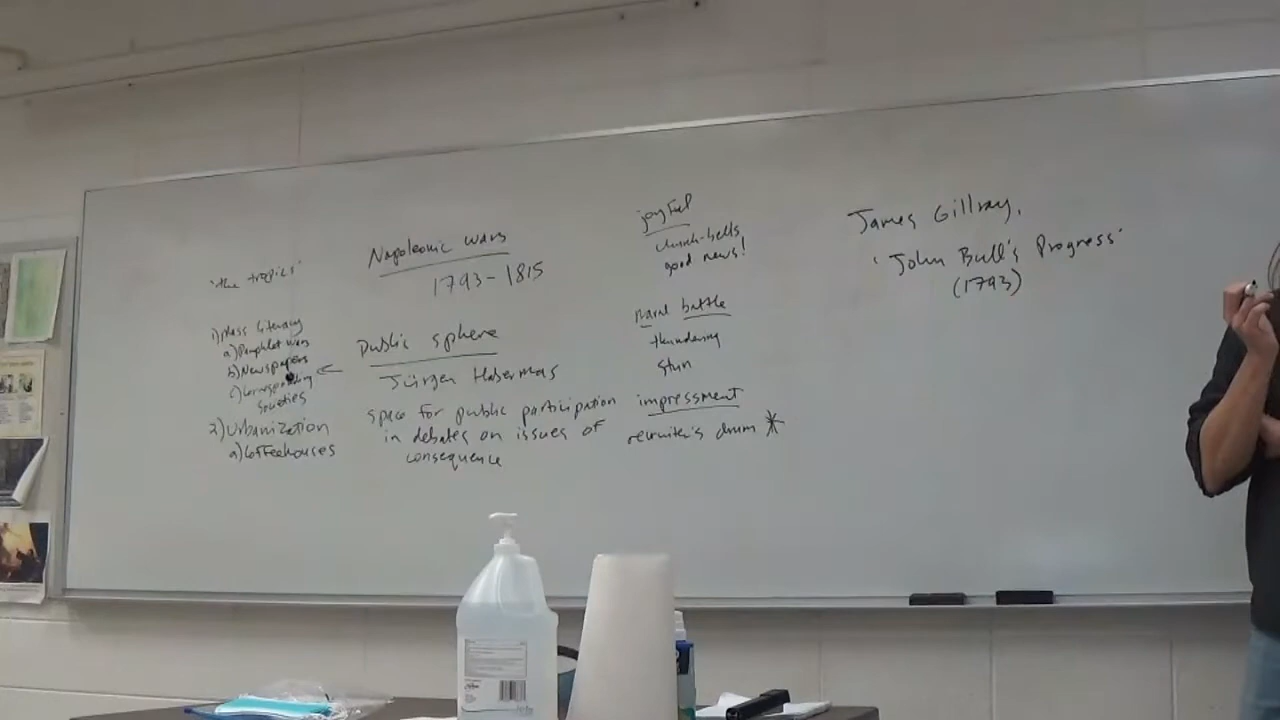 'the tropics'
1) Mass literacy
a) Pamphlet wars
b) Newspapers
c) Corresponding
societies
2) Urbanization
a) Coffeehouses
Napoleonic wars
1793-1815
Public sphere
Jürgen Habermas
space for public participation
in debates on issues of
consequence
joyful
church-bells
good news!
naval battle
thundering
impressment
recruiter's drum *
James Gillray,
'John Bull's Progress'
(1793)